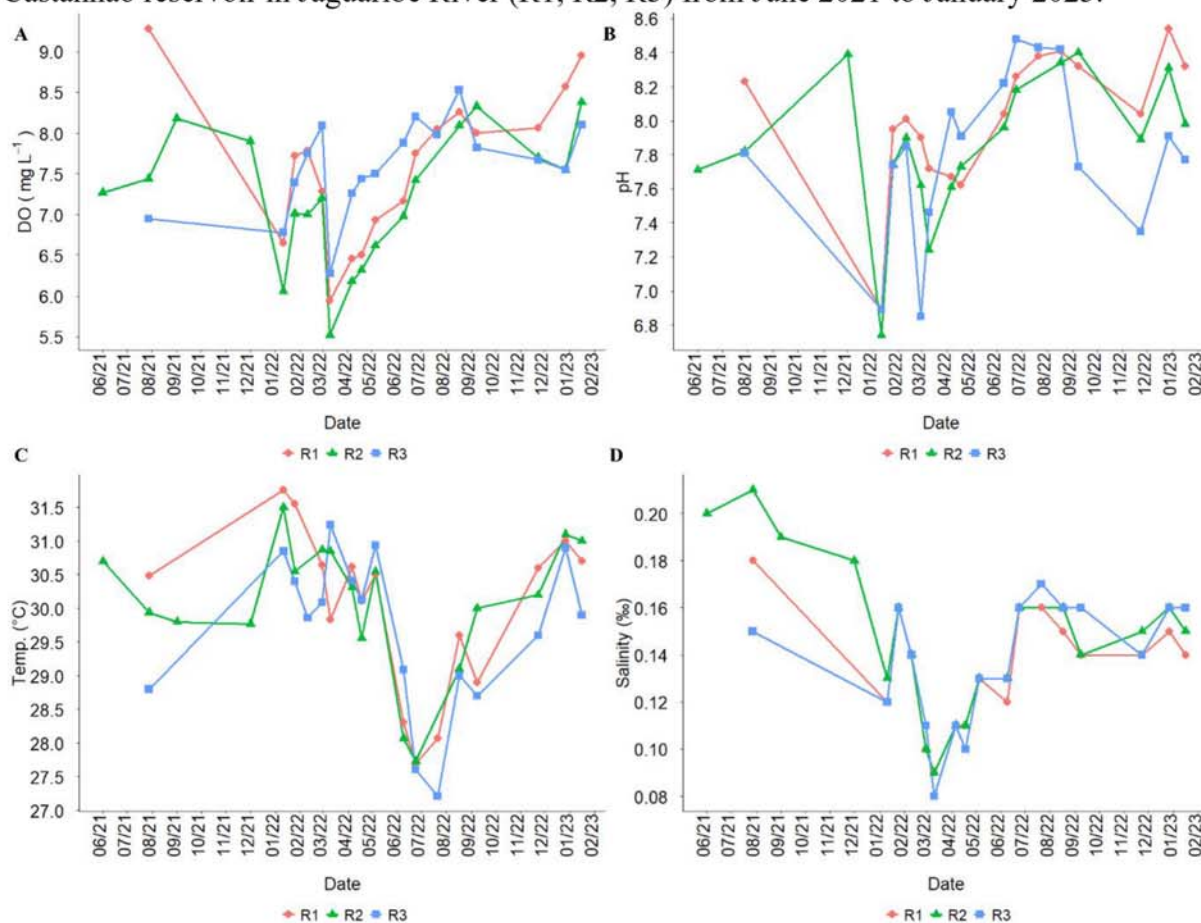 Castanhão reservoir in Jaguaribe River (R1, R2, R3) from June 2021 to January 2023.
A
DO ( mg L⁻¹)
9.0
8.5
8.0
7.5
7.0
6.5
6.0
5.5
06/21 07/21 08/21 09/21 10/21 11/21 12/21 01/22 02/22 03/22 04/22 05/22 06/22 07/22 08/22 09/22 10/22 11/22 12/22 01/23 02/23
Date
R1 R2 R3
B
pH
8.6
8.4
8.2
8.0
7.8
7.6
7.4
7.2
7.0
6.8
06/21 07/21 08/21 09/21 10/21 11/21 12/21 01/22 02/22 03/22 04/22 05/22 06/22 07/22 08/22 09/22 10/22 11/22 12/22 01/23 02/23
Date
R1 R2 R3
C
Temp. (°C)
31.5
31.0
30.5
30.0
29.5
29.0
28.5
28.0
27.5
27.0
06/21 07/21 08/21 09/21 10/21 11/21 12/21 01/22 02/22 03/22 04/22 05/22 06/22 07/22 08/22 09/22 10/22 11/22 12/22 01/23 02/23
Date
R1 R2 R3
D
Salinity (‰)
0.20
0.18
0.16
0.14
0.12
0.10
0.08
06/21 07/21 08/21 09/21 10/21 11/21 12/21 01/22 02/22 03/22 04/22 05/22 06/22 07/22 08/22 09/22 10/22 11/22 12/22 01/23 02/23
Date
R1 R2 R3